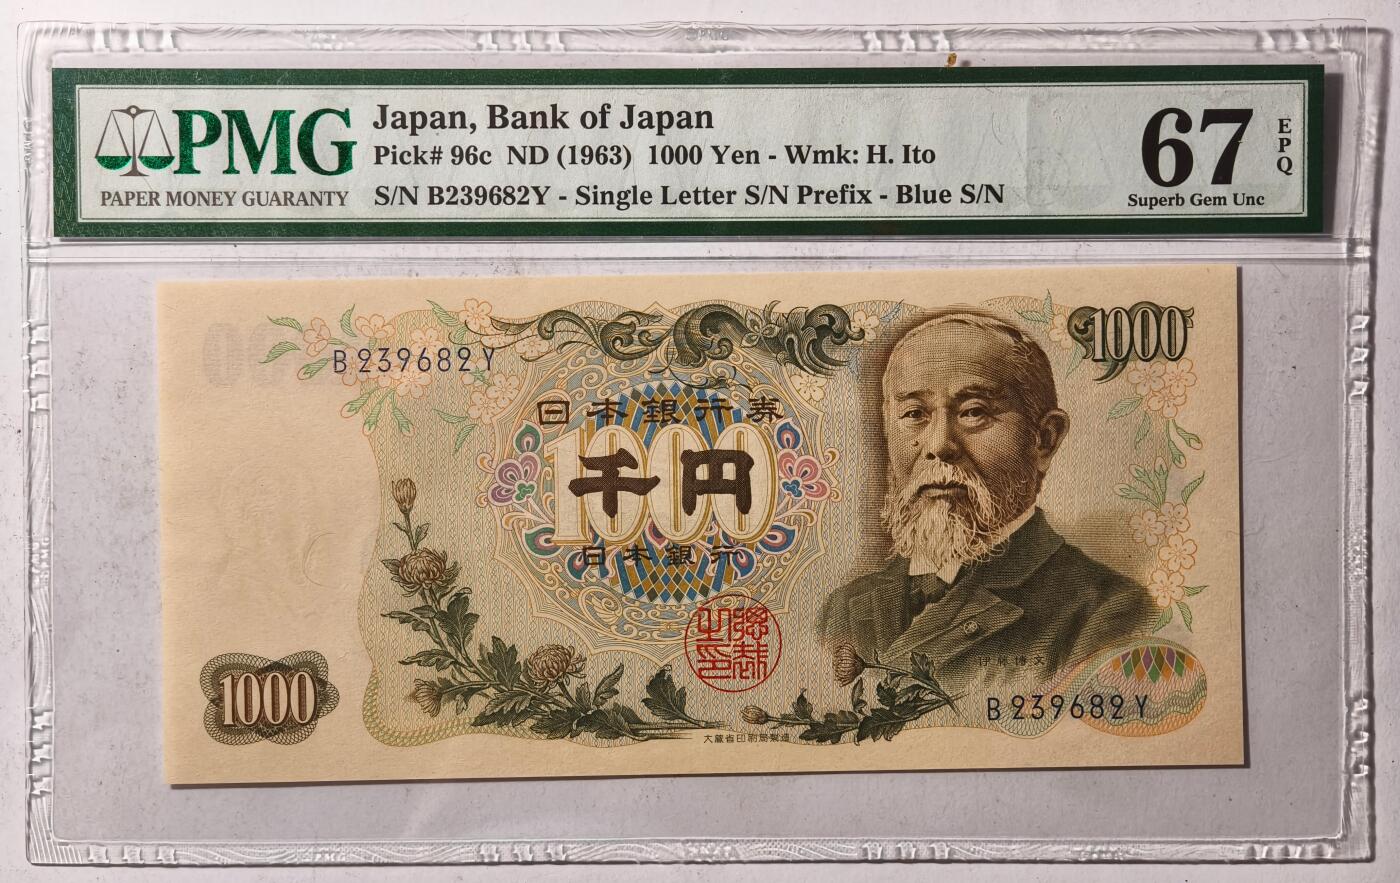 PMG
PAPER MONEY GUARANTY
Japan, Bank of Japan
Pick# 96c ND (1963) 1000 Yen - Wmk: H. Ito
S/N B239682Y - Single Letter S/N Prefix - Blue S/N
67
EPQ
Superb Gem Unc
1000
B239682Y
日本銀行券
1000
千円
日本銀行
伊藤博文
1000
B239682Y
大蔵省印刷局製造